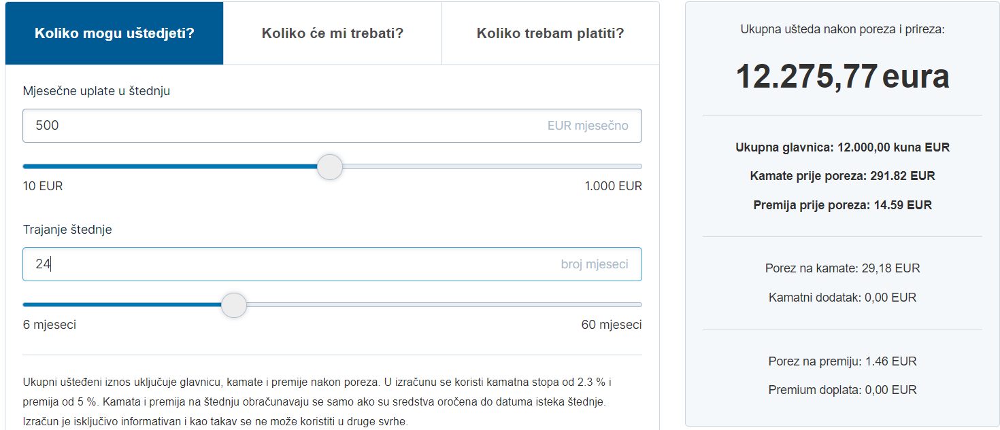 Koliko mogu uštedjeti?
Koliko će mi trebati?
Koliko trebam platiti?
Mjesečne uplate u štednju
500 EUR mjesečno
10 EUR 1.000 EUR
Trajanje štednje
24 broj mjeseci
6 mjeseci 60 mjeseci
Ukupni ušteđeni iznos uključuje glavnicu, kamate i premije nakon poreza. U izračunu se koristi kamatna stopa od 2.3 % i
premija od 5 %. Kamata i premija na štednju obračunavaju se samo ako su sredstva oročena do datuma isteka štednje.
Izračun je isključivo informativan i kao takav se ne može koristiti u druge svrhe.
Ukupna ušteda nakon poreza i prireza:
12.275,77 eura
Ukupna glavnica: 12.000,00 kuna EUR
Kamate prije poreza: 291.82 EUR
Premija prije poreza: 14.59 EUR
Porez na kamate: 29,18 EUR
Kamatni dodatak: 0,00 EUR
Porez na premiju: 1.46 EUR
Premium doplata: 0,00 EUR